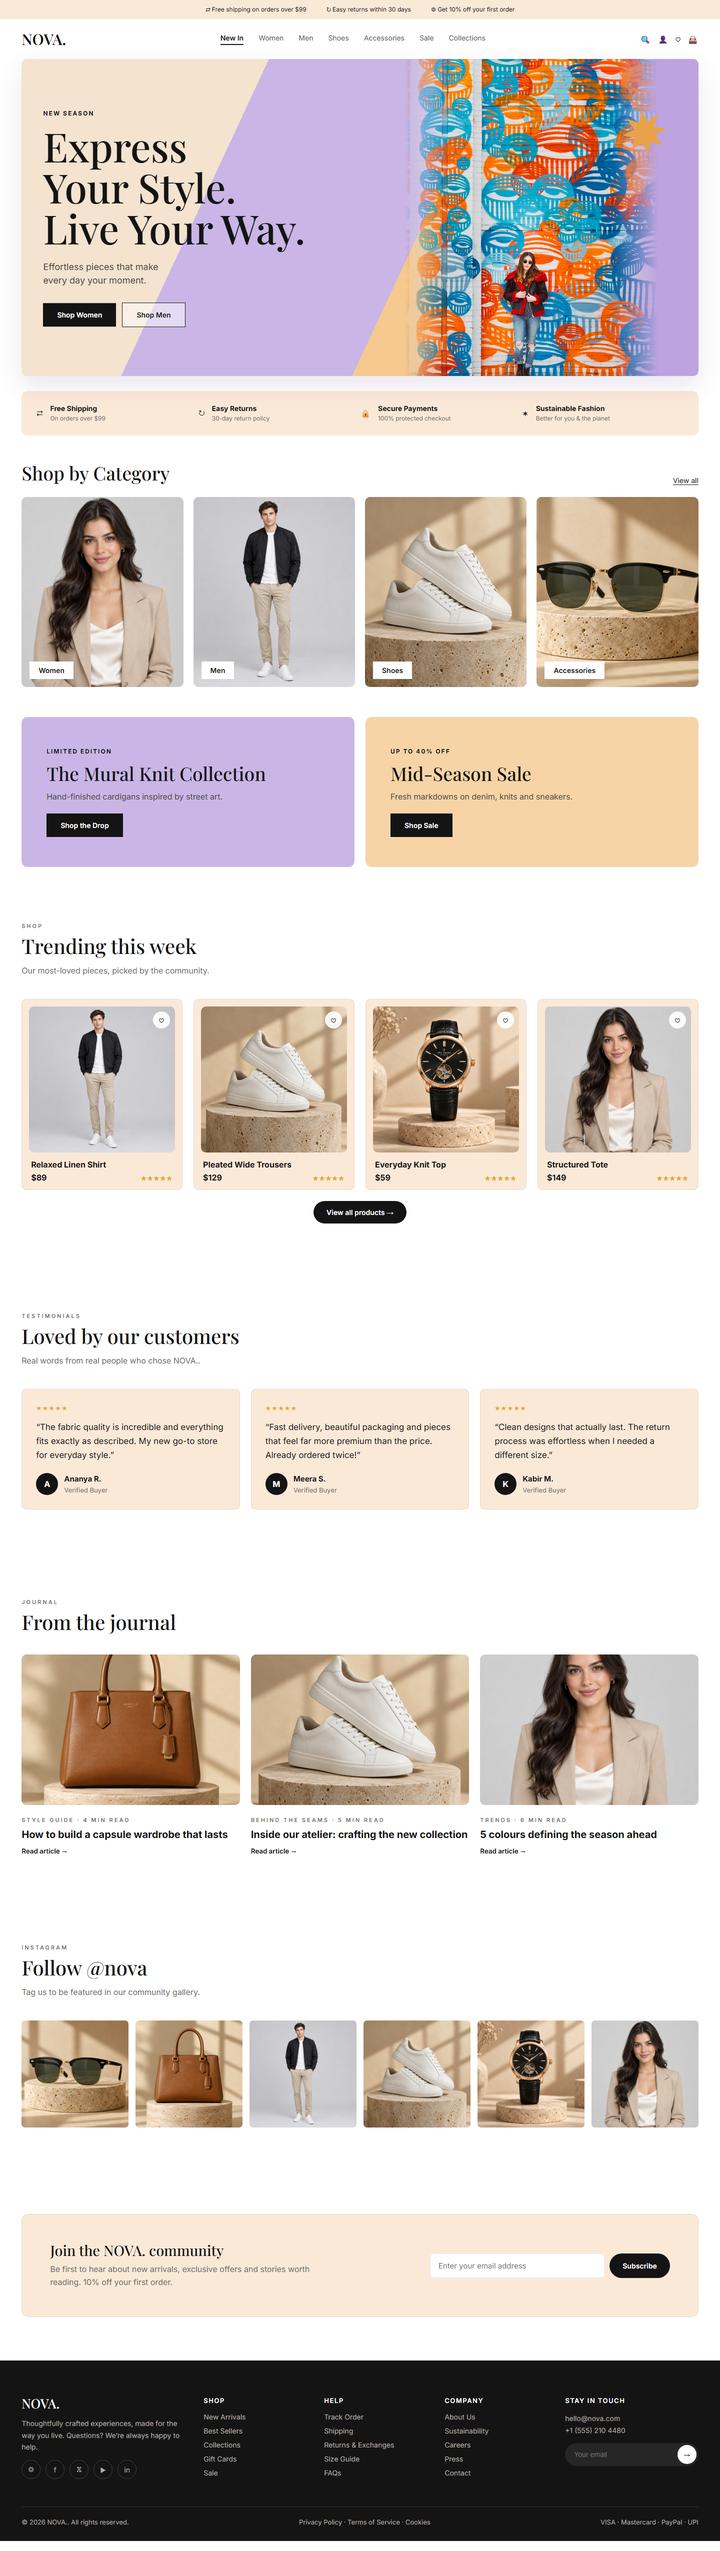 Free shipping on orders over $99
Easy returns within 30 days
Get 10% off your first order
NOVA.
New In
Women
Men
Shoes
Accessories
Sale
Collections
NEW SEASON
Express
Your Style.
Live Your Way.
Effortless pieces that make
every day your moment.
Shop Women
Shop Men
Free Shipping
On orders over $99
Easy Returns
30-day return policy
Secure Payments
100% protected checkout
Sustainable Fashion
Better for you & the planet
Shop by Category
View all
Women
Men
Shoes
Accessories
LIMITED EDITION
The Mural Knit Collection
Hand-finished cardigans inspired by street art.
Shop the Drop
UP TO 40% OFF
Mid-Season Sale
Fresh markdowns on denim, knits and sneakers.
Shop Sale
SHOP
Trending this week
Our most-loved pieces, picked by the community.
Relaxed Linen Shirt
$89
★★★★★
Pleated Wide Trousers
$129
★★★★★
Everyday Knit Top
$59
★★★★★
Structured Tote
$149
★★★★★
View all products →
TESTIMONIALS
Loved by our customers
Real words from real people who chose NOVA..
★★★★★
“The fabric quality is incredible and everything
fits exactly as described. My new go-to store
for everyday style.”
A
Ananya R.
Verified Buyer
★★★★★
“Fast delivery, beautiful packaging and pieces
that feel far more premium than the price.
Already ordered twice!”
M
Meera S.
Verified Buyer
★★★★★
“Clean designs that actually last. The return
process was effortless when I needed a
different size.”
K
Kabir M.
Verified Buyer
JOURNAL
From the journal
STYLE GUIDE · 4 MIN READ
How to build a capsule wardrobe that lasts
Read article →
BEHIND THE SEAMS · 5 MIN READ
Inside our atelier: crafting the new collection
Read article →
TRENDS · 6 MIN READ
5 colours defining the season ahead
Read article →
INSTAGRAM
Follow @nova
Tag us to be featured in our community gallery.
Join the NOVA. community
Be first to hear about new arrivals, exclusive offers and stories worth
reading. 10% off your first order.
Enter your email address
Subscribe
NOVA.
Thoughtfully crafted experiences, made for the
way you live. Questions? We're always happy to
help.
f
𝕏
▶
in
SHOP
New Arrivals
Best Sellers
Collections
Gift Cards
Sale
HELP
Track Order
Shipping
Returns & Exchanges
Size Guide
FAQs
COMPANY
About Us
Sustainability
Careers
Press
Contact
STAY IN TOUCH
hello@nova.com
+1 (555) 210 4480
Your email
→
© 2026 NOVA.. All rights reserved.
Privacy Policy · Terms of Service · Cookies
VISA · Mastercard · PayPal · UPI